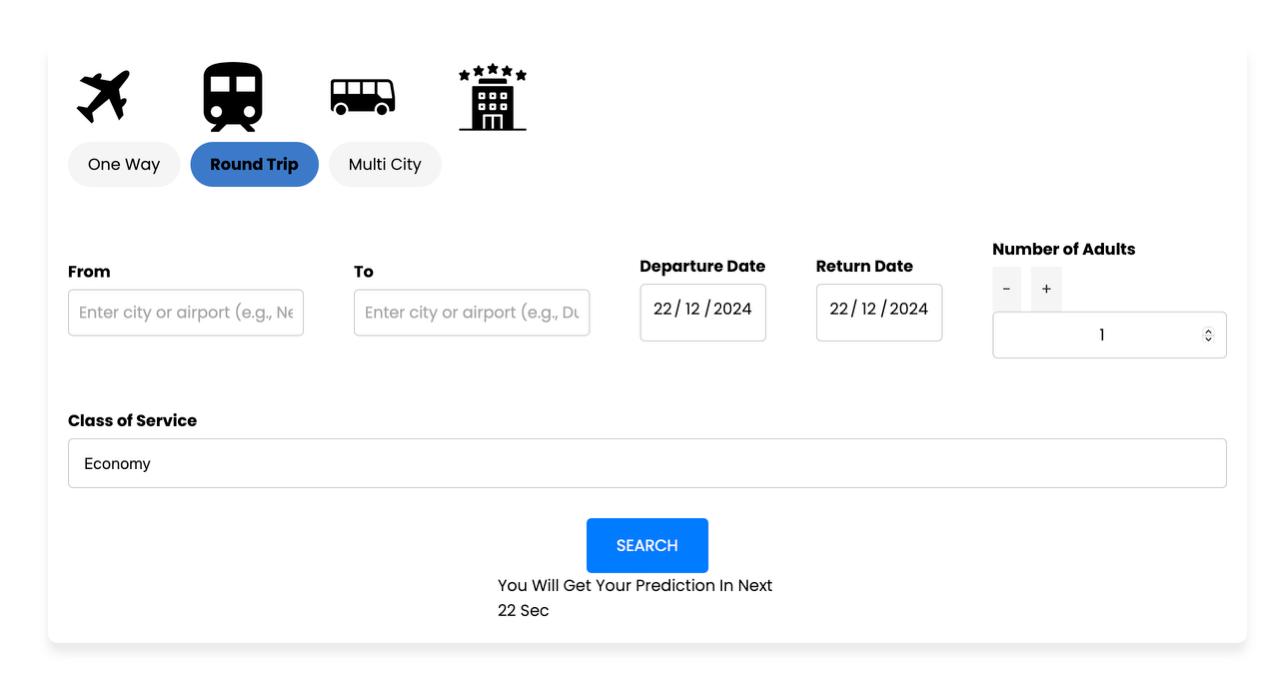 One Way
Round Trip
Multi City
From
To
Departure Date
Return Date
Number of Adults
Enter city or airport (e.g., Ne
Enter city or airport (e.g., Du
22/ 12 / 2024
22/ 12 / 2024
- +
1
Class of Service
Economy
SEARCH
You Will Get Your Prediction In Next
22 Sec